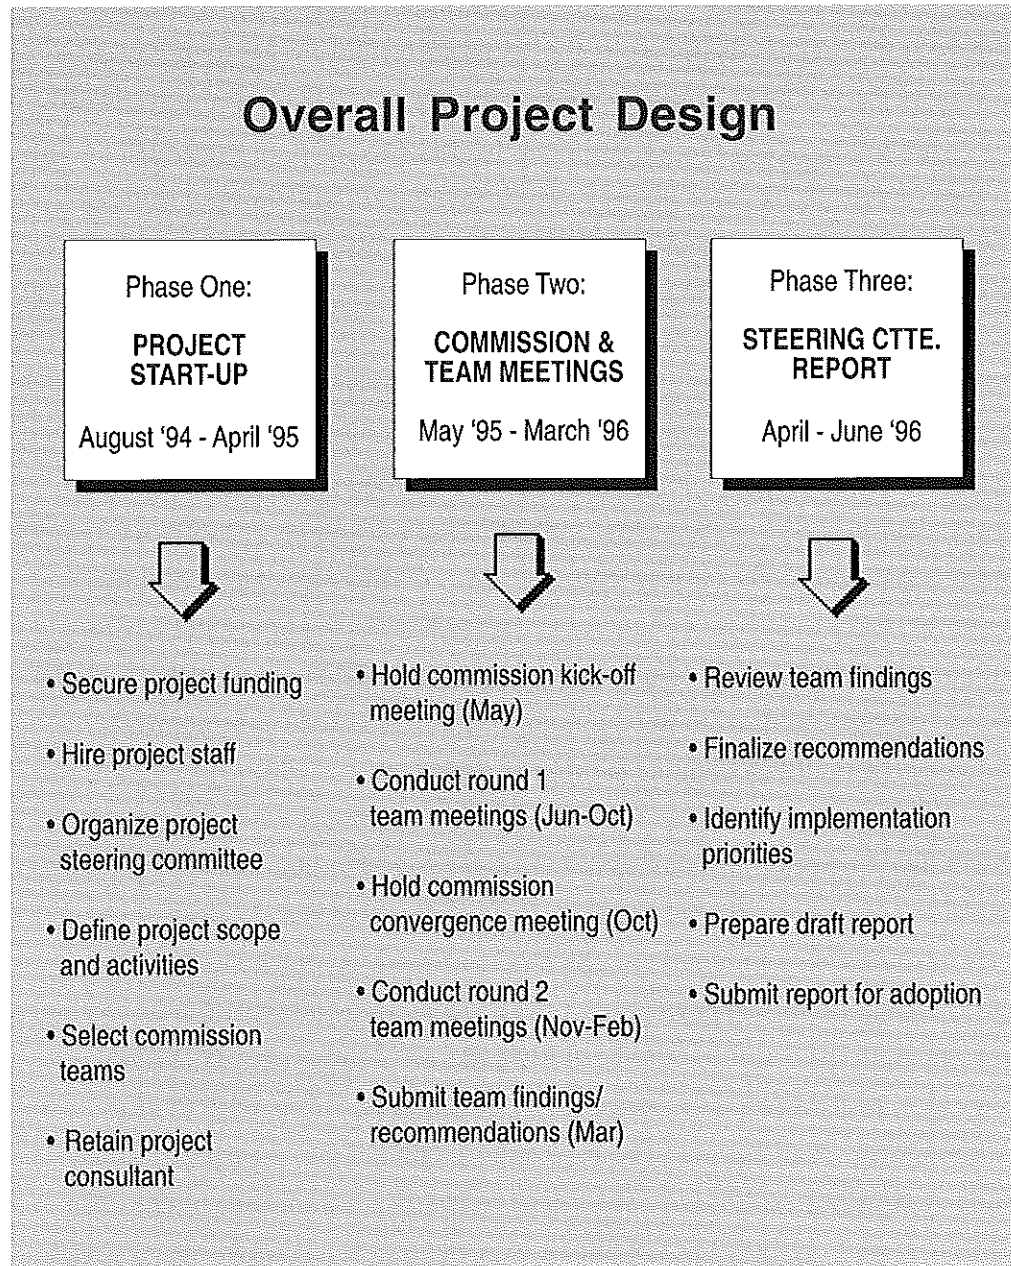 Overall Project Design
Phase One:
PROJECT
START-UP
August '94 - April '95
• Secure project funding
• Hire project staff
• Organize project
steering committee
• Define project scope
and activities
• Select commission
teams
• Retain project
consultant
Phase Two:
COMMISSION &
TEAM MEETINGS
May '95 - March '96
• Hold commission kick-off
meeting (May)
• Conduct round 1
team meetings (Jun-Oct)
• Hold commission
convergence meeting (Oct)
• Conduct round 2
team meetings (Nov-Feb)
• Submit team findings/
recommendations (Mar)
Phase Three:
STEERING CTTE.
REPORT
April - June '96
• Review team findings
• Finalize recommendations
• Identify implementation
priorities
• Prepare draft report
• Submit report for adoption